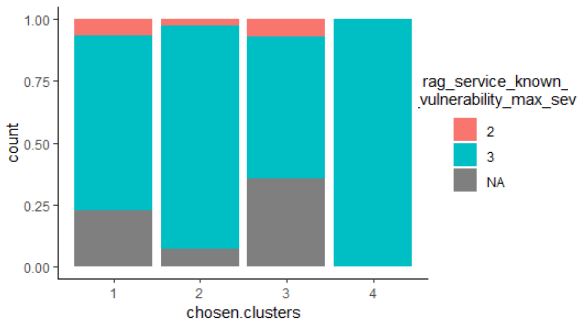 1.00
0.75
0.50
0.25
0.00
count
1
2
3
4
chosen.clusters
rag_service_known_
_vulnerability_max_sev
2
3
NA